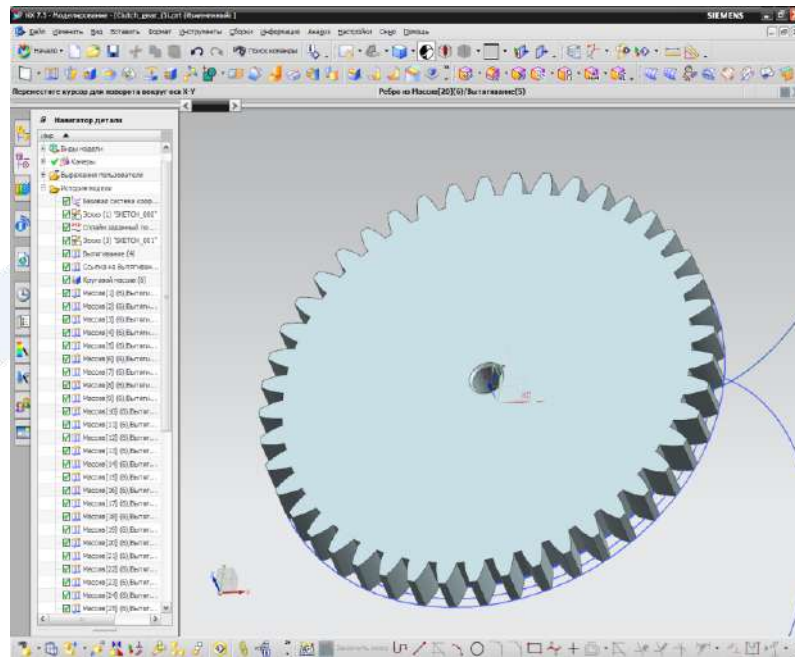 NX 7.5 - Моделирование - [Clutch_gear_(3).prt (Измененный) ]
SIEMENS
Файл Изменить Вид Вставить Формат Инструменты Сборки Информация Анализ Настройки Окно Помощь
Начало
Поиск команды
Переместите курсор для поворота вокруг оси X-Y
Ребро из Массив[20](6)/Вытягивание(5)
Навигатор детали
Имя
Виды модели
Камеры
Выражения пользователя
История модели
Базовая система коор...
Эскиз (1) "SKETCH_000"
Сплайн заданный по...
Эскиз (3) "SKETCH_001"
Вытягивание (4)
Круговой массив (6)
Массив[1] (6)/Вытяги...
Массив[2] (6)/Вытяги...
Массив[3] (6)/Вытяги...
Массив[4] (6)/Вытяги...
Массив[5] (6)/Вытяги...
Массив[6] (6)/Вытяги...
Массив[7] (6)/Вытяги...
Массив[8] (6)/Вытяги...
Массив[9] (6)/Вытяги...
Массив[10] (6)/Вытяг...
Массив[11] (6)/Вытяг...
Массив[12] (6)/Вытяг...
Массив[13] (6)/Вытяг...
Массив[14] (6)/Вытяг...
Массив[15] (6)/Вытяг...
Массив[16] (6)/Вытяг...
Массив[17] (6)/Вытяг...
Массив[18] (6)/Вытяг...
Массив[19] (6)/Вытяг...
Массив[20] (6)/Вытяг...
Массив[21] (6)/Вытяг...
Массив[22] (6)/Вытяг...
Массив[23] (6)/Вытяг...
Массив[24] (6)/Вытяг...
Массив[25] (6)/Вытяг...
Закончить эскиз